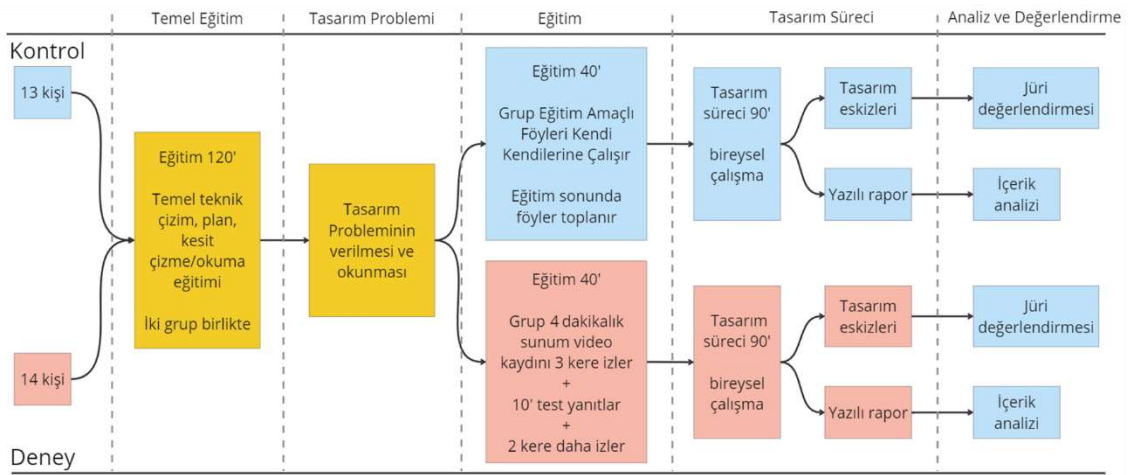 Temel Eğitim
Tasarım Problemi
Eğitim
Tasarım Süreci
Analiz ve Değerlendirme
Kontrol
13 kişi
14 kişi
Eğitim 120'
Temel teknik
çizim, plan,
kesit
çizme/okuma
eğitimi
İki grup birlikte
Tasarım
Probleminin
verilmesi ve
okunması
Eğitim 40'
Grup Eğitim Amaçlı
Föyleri Kendi
Kendilerine Çalışır
Eğitim sonunda
föyler toplanır
Tasarım
süreci 90'
bireysel
çalışma
Tasarım
eskizleri
Yazılı rapor
Jüri
değerlendirmesi
İçerik
analizi
Eğitim 40'
Grup 4 dakikalık
sunum video
kaydını 3 kere izler
+
10' test yanıtlar
+
2 kere daha izler
Tasarım
süreci 90'
bireysel
çalışma
Tasarım
eskizleri
Yazılı rapor
Jüri
değerlendirmesi
İçerik
analizi
Deney